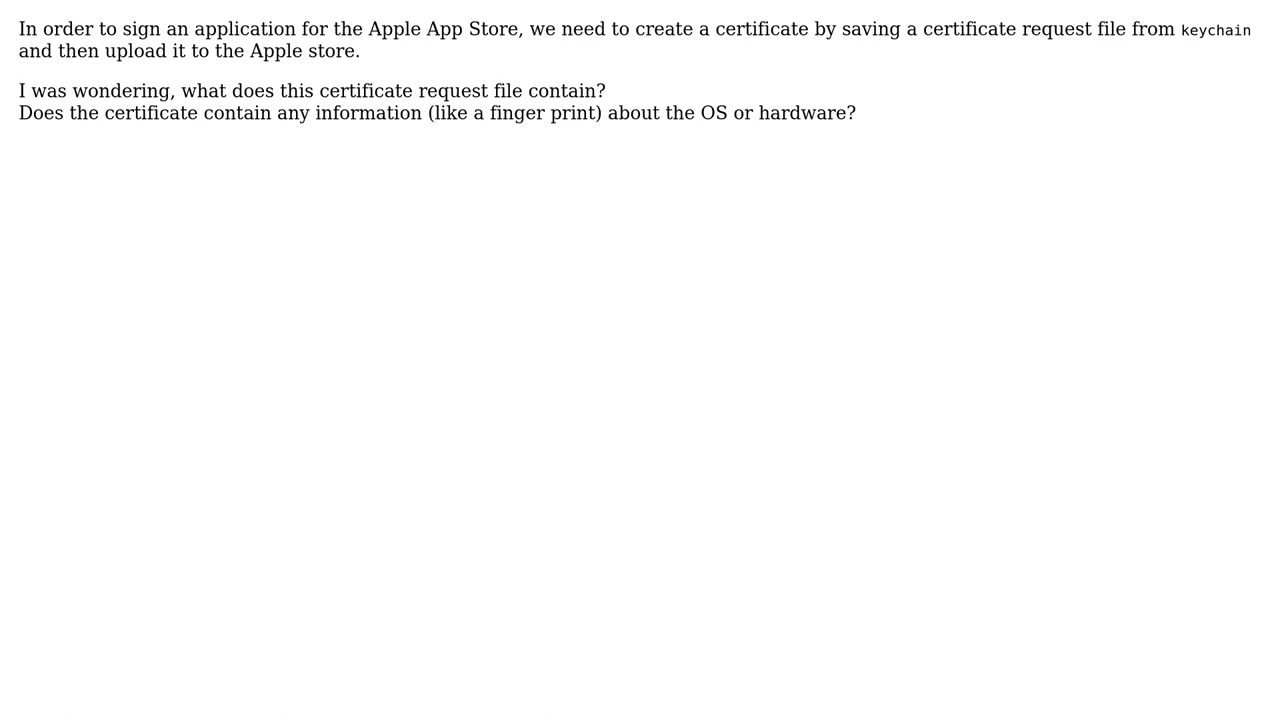 In order to sign an application for the Apple App Store, we need to create a certificate by saving a certificate request file from keychain
and then upload it to the Apple store.
I was wondering, what does this certificate request file contain?
Does the certificate contain any information (like a finger print) about the OS or hardware?